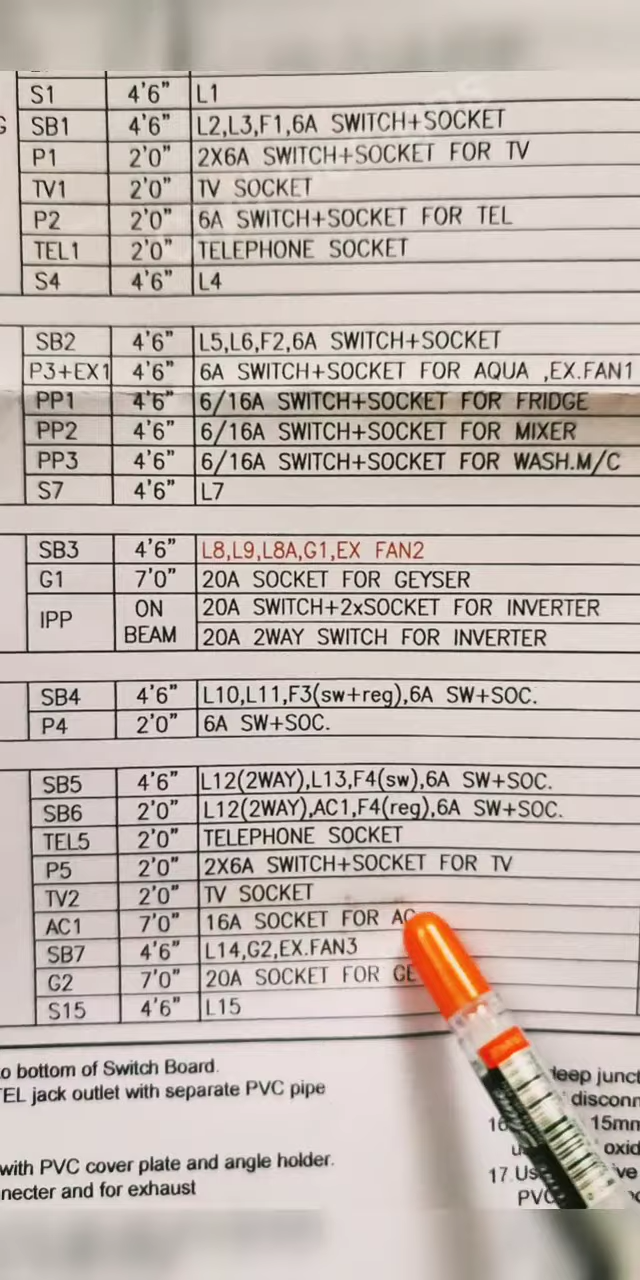 S1 4'6" L1
SB1 4'6" L2,L3,F1,6A SWITCH+SOCKET
P1 2'0" 2X6A SWITCH+SOCKET FOR TV
TV1 2'0" TV SOCKET
P2 2'0" 6A SWITCH+SOCKET FOR TEL
TEL1 2'0" TELEPHONE SOCKET
S4 4'6" L4
SB2 4'6" L5,L6,F2,6A SWITCH+SOCKET
P3+EX1 4'6" 6A SWITCH+SOCKET FOR AQUA ,EX.FAN1
PP1 4'6" 6/16A SWITCH+SOCKET FOR FRIDGE
PP2 4'6" 6/16A SWITCH+SOCKET FOR MIXER
PP3 4'6" 6/16A SWITCH+SOCKET FOR WASH.M/C
S7 4'6" L7
SB3 4'6" L8,L9,L8A,G1,EX FAN2
G1 7'0" 20A SOCKET FOR GEYSER
IPP ON BEAM 20A SWITCH+2xSOCKET FOR INVERTER
20A 2WAY SWITCH FOR INVERTER
SB4 4'6" L10,L11,F3(sw+reg),6A SW+SOC.
P4 2'0" 6A SW+SOC.
SB5 4'6" L12(2WAY),L13,F4(sw),6A SW+SOC.
SB6 2'0" L12(2WAY),AC1,F4(reg),6A SW+SOC.
TEL5 2'0" TELEPHONE SOCKET
P5 2'0" 2X6A SWITCH+SOCKET FOR TV
TV2 2'0" TV SOCKET
AC1 7'0" 16A SOCKET FOR AC
SB7 4'6" L14,G2,EX.FAN3
G2 7'0" 20A SOCKET FOR GE
S15 4'6" L15
to bottom of Switch Board.
TEL jack outlet with separate PVC pipe
with PVC cover plate and angle holder.
necter and for exhaust
deep junct
disconn
15mm
oxid
17. Us
PVC